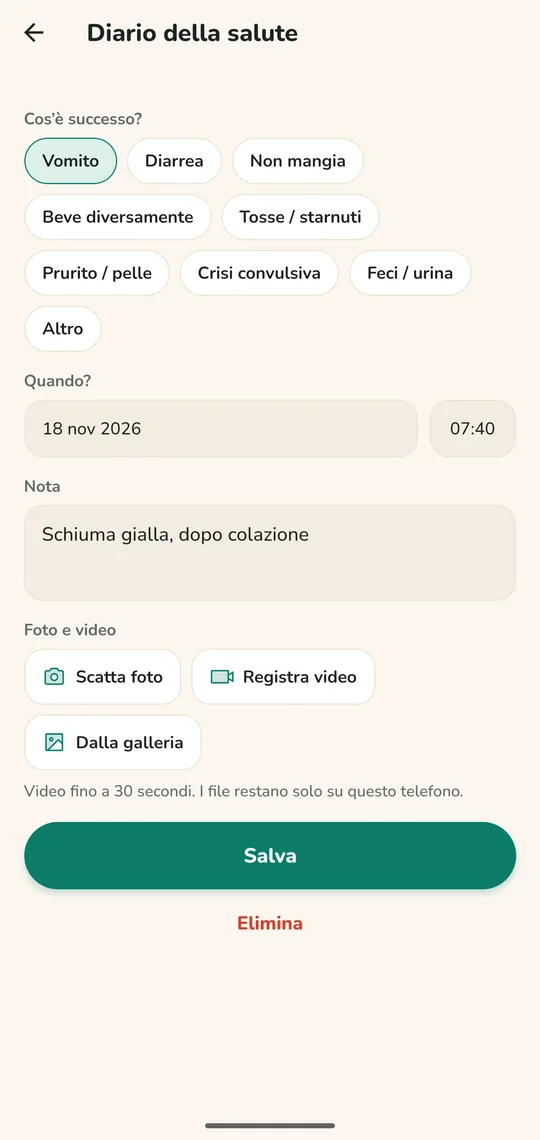 Diario della salute
Cos'è successo?
Vomito Diarrea Non mangia
Beve diversamente Tosse / starnuti
Prurito / pelle Crisi convulsiva Feci / urina
Altro
Quando?
18 nov 2026 07:40
Nota
Schiuma gialla, dopo colazione
Foto e video
Scatta foto Registra video
Dalla galleria
Video fino a 30 secondi. I file restano solo su questo telefono.
Salva
Elimina